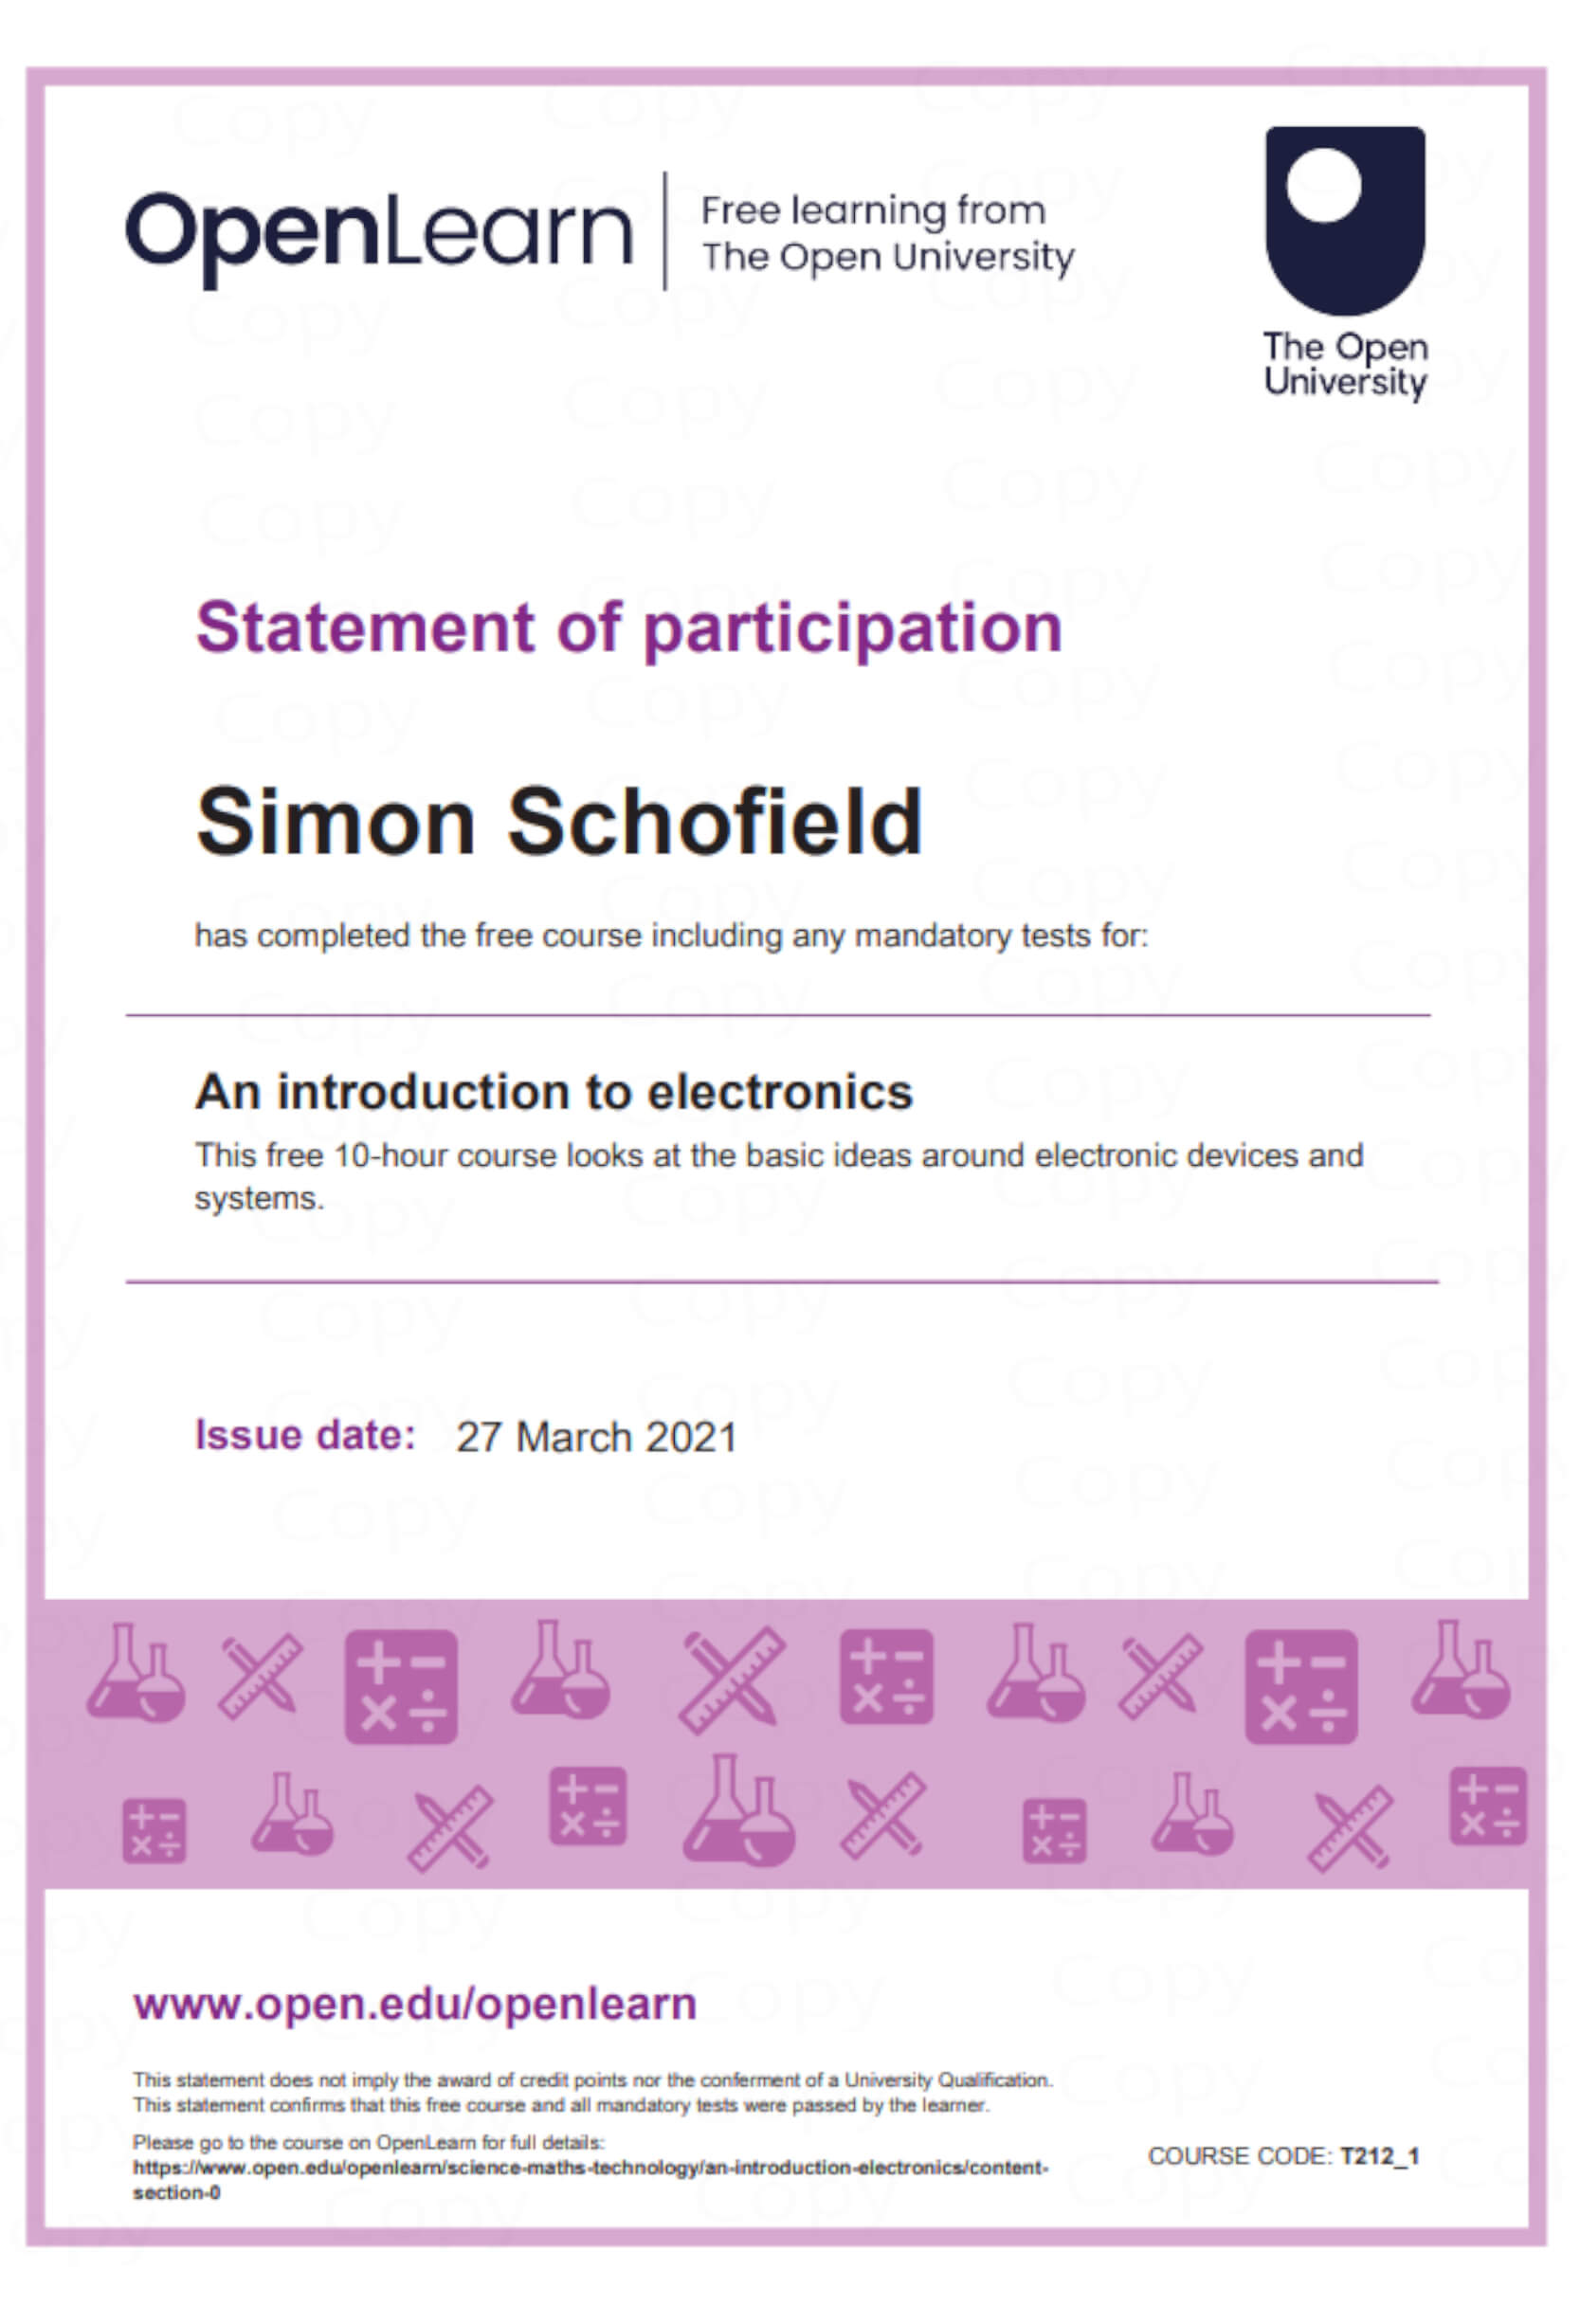 OpenLearn
Free learning from
The Open University
The Open
University
Statement of participation
Simon Schofield
has completed the free course including any mandatory tests for:
An introduction to electronics
This free 10-hour course looks at the basic ideas around electronic devices and
systems.
Issue date: 27 March 2021
www.open.edu/openlearn
This statement does not imply the award of credit points nor the conferment of a University Qualification.
This statement confirms that this free course and all mandatory tests were passed by the learner.
Please go to the course on OpenLearn for full details:
https://www.open.edu/openlearn/science-maths-technology/an-introduction-electronics/content-
section-0
COURSE CODE: T212_1
Copy